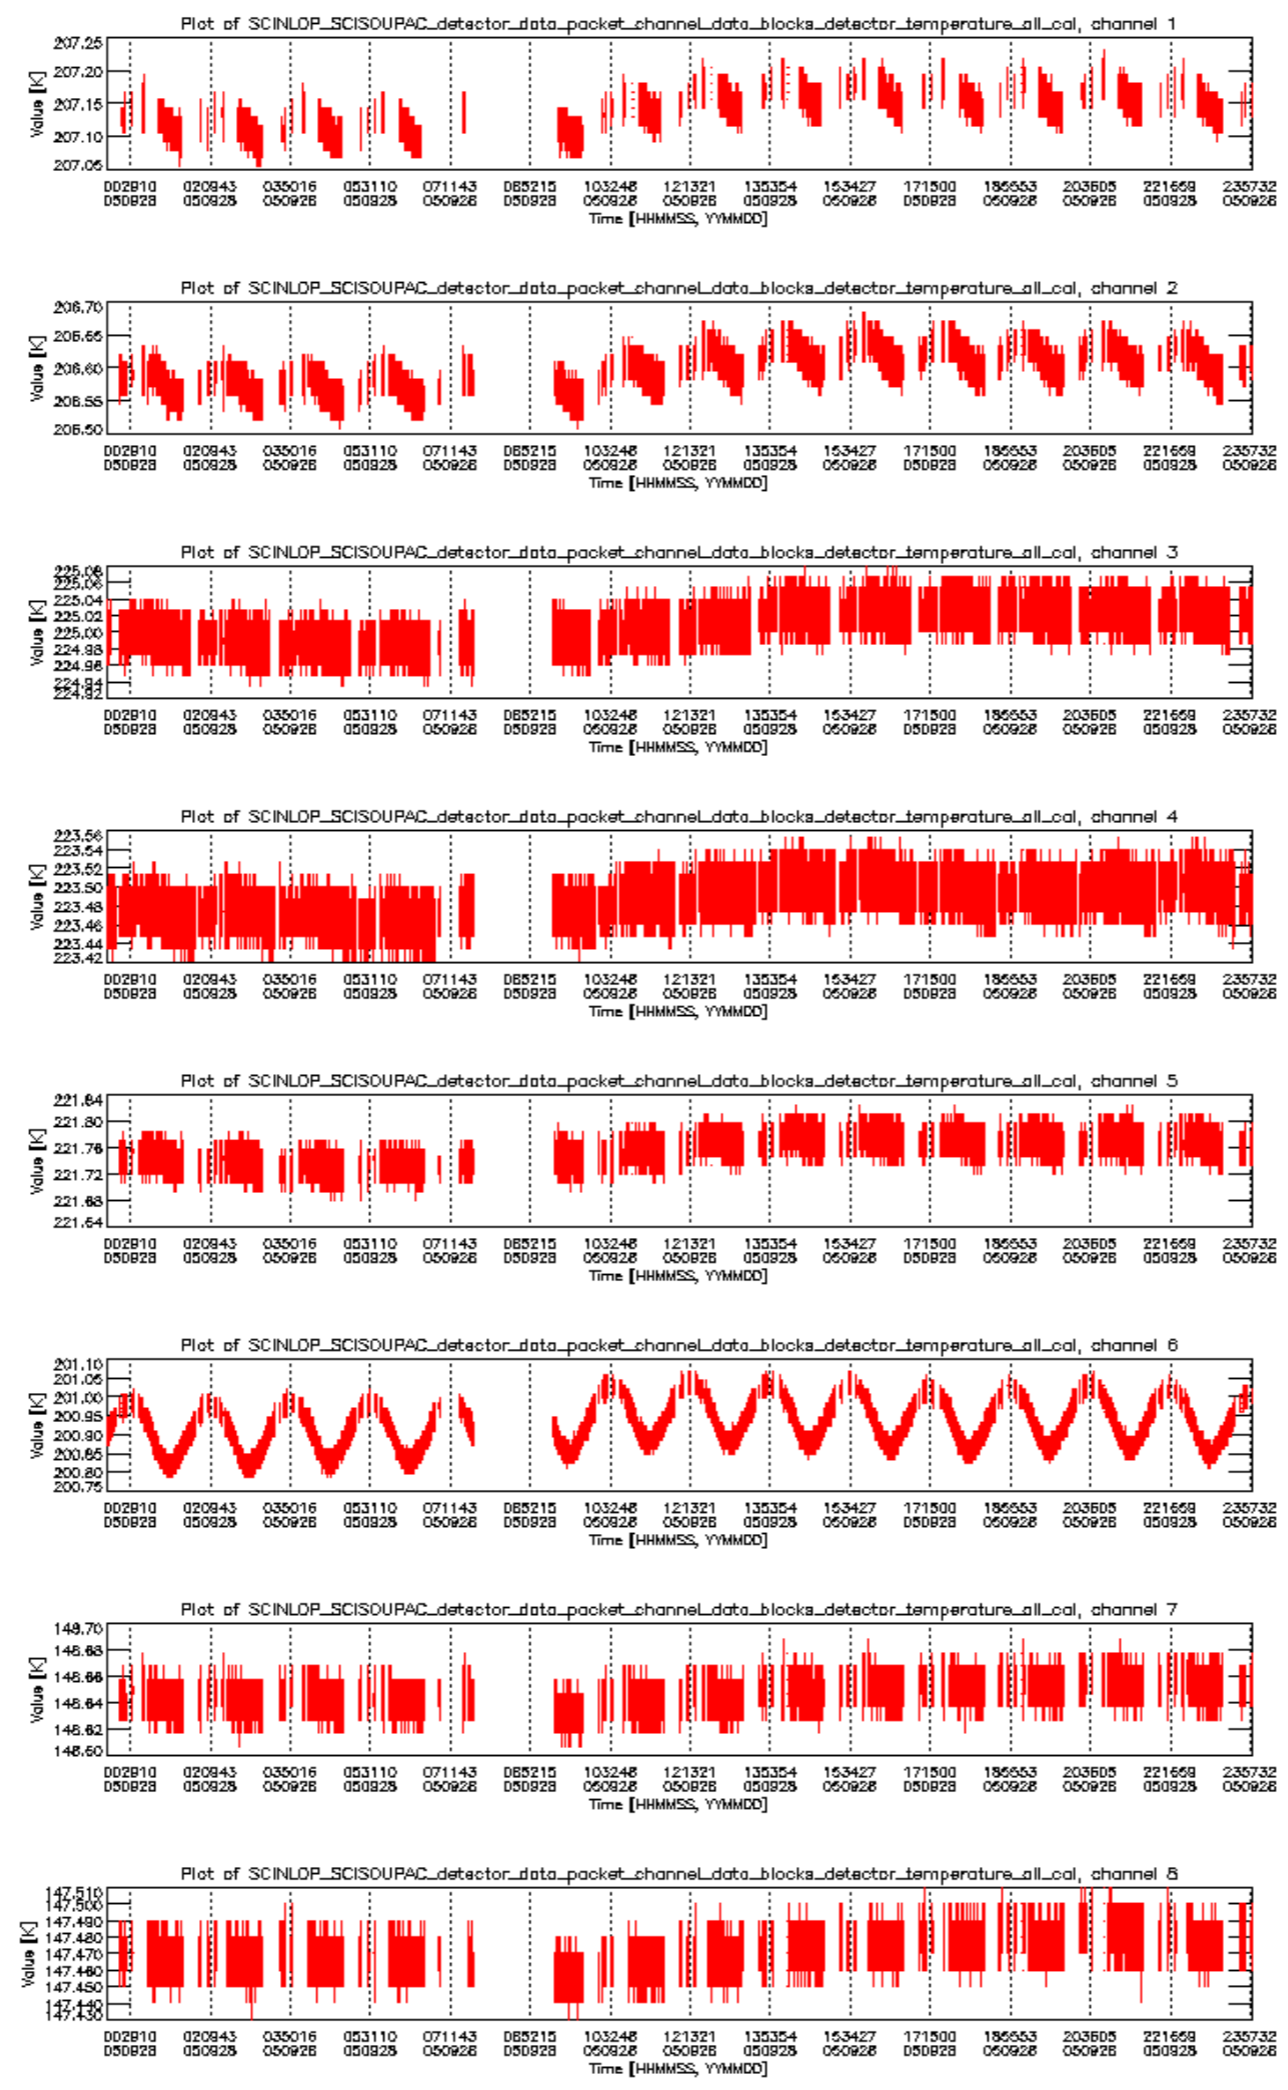 Plot of SCINLOP_SCISOUPAC_detector_data_packet_channel_data_blocks_detector_temperature_all_cal, channel 1
207.25
207.20
207.15
207.10
207.05
Value [K]
002910 020943 035016 053110 071143 085215 103248 121321 135354 153427 171500 185553 203605 221659 235732
050928 050928 050928 050928 050928 050928 050928 050928 050928 050928 050928 050928 050928 050928 050928
Time [HHMMSS, YYMMDD]
Plot of SCINLOP_SCISOUPAC_detector_data_packet_channel_data_blocks_detector_temperature_all_cal, channel 2
206.70
206.65
206.60
206.55
206.50
Value [K]
002910 020943 035016 053110 071143 085215 103248 121321 135354 153427 171500 185553 203605 221659 235732
050928 050928 050928 050928 050928 050928 050928 050928 050928 050928 050928 050928 050928 050928 050928
Time [HHMMSS, YYMMDD]
Plot of SCINLOP_SCISOUPAC_detector_data_packet_channel_data_blocks_detector_temperature_all_cal, channel 3
225.08
225.06
225.04
225.02
225.00
224.98
224.96
224.94
224.92
Value [K]
002910 020943 035016 053110 071143 085215 103248 121321 135354 153427 171500 185553 203605 221659 235732
050928 050928 050928 050928 050928 050928 050928 050928 050928 050928 050928 050928 050928 050928 050928
Time [HHMMSS, YYMMDD]
Plot of SCINLOP_SCISOUPAC_detector_data_packet_channel_data_blocks_detector_temperature_all_cal, channel 4
223.56
223.54
223.52
223.50
223.48
223.46
223.44
223.42
Value [K]
002910 020943 035016 053110 071143 085215 103248 121321 135354 153427 171500 185553 203605 221659 235732
050928 050928 050928 050928 050928 050928 050928 050928 050928 050928 050928 050928 050928 050928 050928
Time [HHMMSS, YYMMDD]
Plot of SCINLOP_SCISOUPAC_detector_data_packet_channel_data_blocks_detector_temperature_all_cal, channel 5
221.84
221.80
221.76
221.72
221.68
221.64
Value [K]
002910 020943 035016 053110 071143 085215 103248 121321 135354 153427 171500 185553 203605 221659 235732
050928 050928 050928 050928 050928 050928 050928 050928 050928 050928 050928 050928 050928 050928 050928
Time [HHMMSS, YYMMDD]
Plot of SCINLOP_SCISOUPAC_detector_data_packet_channel_data_blocks_detector_temperature_all_cal, channel 6
201.10
201.05
201.00
200.95
200.90
200.85
200.80
200.75
Value [K]
002910 020943 035016 053110 071143 085215 103248 121321 135354 153427 171500 185553 203605 221659 235732
050928 050928 050928 050928 050928 050928 050928 050928 050928 050928 050928 050928 050928 050928 050928
Time [HHMMSS, YYMMDD]
Plot of SCINLOP_SCISOUPAC_detector_data_packet_channel_data_blocks_detector_temperature_all_cal, channel 7
148.70
148.68
148.66
148.64
148.62
148.60
Value [K]
002910 020943 035016 053110 071143 085215 103248 121321 135354 153427 171500 185553 203605 221659 235732
050928 050928 050928 050928 050928 050928 050928 050928 050928 050928 050928 050928 050928 050928 050928
Time [HHMMSS, YYMMDD]
Plot of SCINLOP_SCISOUPAC_detector_data_packet_channel_data_blocks_detector_temperature_all_cal, channel 8
147.510
147.500
147.490
147.480
147.470
147.460
147.450
147.440
147.430
Value [K]
002910 020943 035016 053110 071143 085215 103248 121321 135354 153427 171500 185553 203605 221659 235732
050928 050928 050928 050928 050928 050928 050928 050928 050928 050928 050928 050928 050928 050928 050928
Time [HHMMSS, YYMMDD]